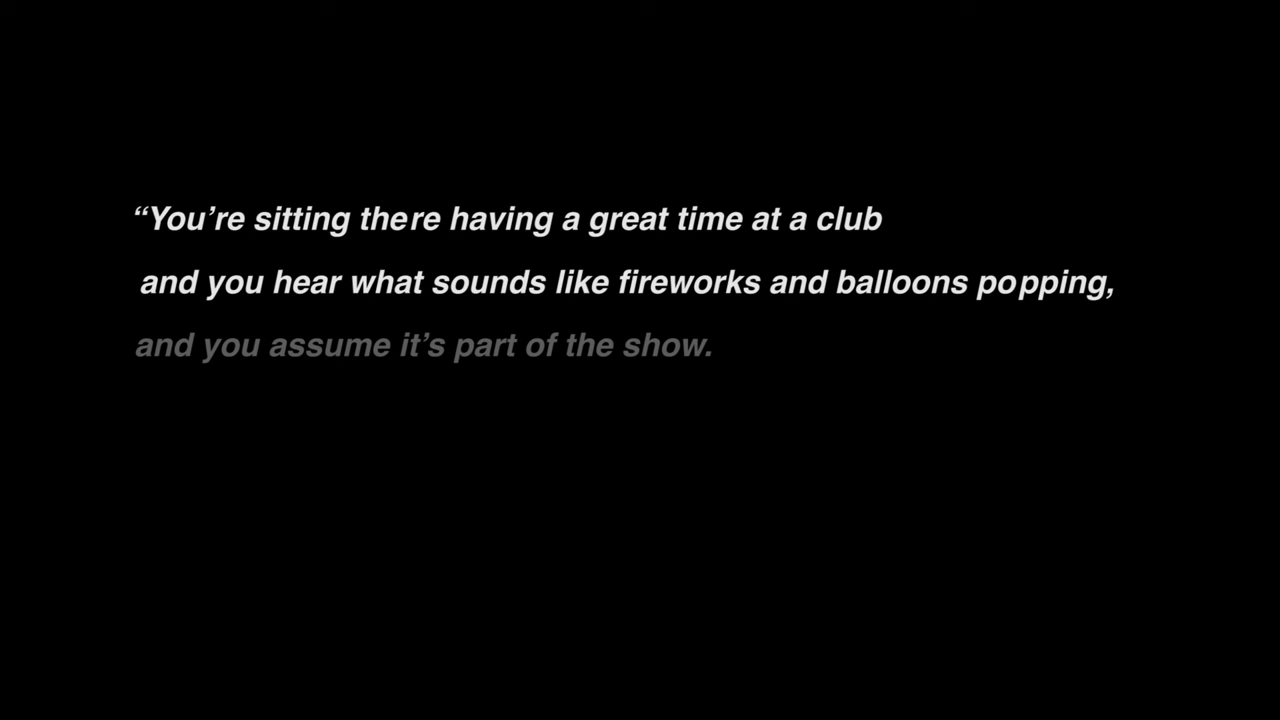 “You’re sitting there having a great time at a club
and you hear what sounds like fireworks and balloons popping,
and you assume it’s part of the show.